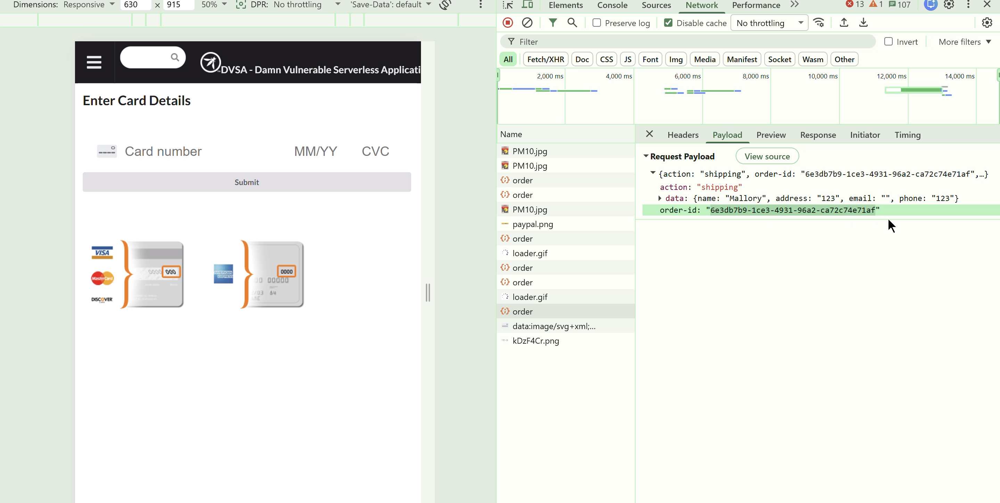 Dimensions: Responsive 630 × 915 50% DPR: No throttling 'Save-Data': default
Elements Console Sources Network Performance 13 1 107
Preserve log Disable cache No throttling
Filter Invert More filters
All Fetch/XHR Doc CSS JS Font Img Media Manifest Socket Wasm Other
2,000 ms 4,000 ms 6,000 ms 8,000 ms 10,000 ms 12,000 ms 14,000 ms
DVSA - Damn Vulnerable Serverless Applicati
Enter Card Details
Card number MM/YY CVC
Submit
VISA
MasterCard
DISCOVER
0000 000
AMERICAN EXPRESS
0000
00 00000
Name
PM10.jpg
PM10.jpg
order
order
PM10.jpg
paypal.png
order
loader.gif
order
order
loader.gif
order
data:image/svg+xml;...
kDzF4Cr.png
Headers Payload Preview Response Initiator Timing
Request Payload View source
{action: "shipping", order-id: "6e3db7b9-1ce3-4931-96a2-ca72c74e71af",…}
action: "shipping"
data: {name: "Mallory", address: "123", email: "", phone: "123"}
order-id: "6e3db7b9-1ce3-4931-96a2-ca72c74e71af"